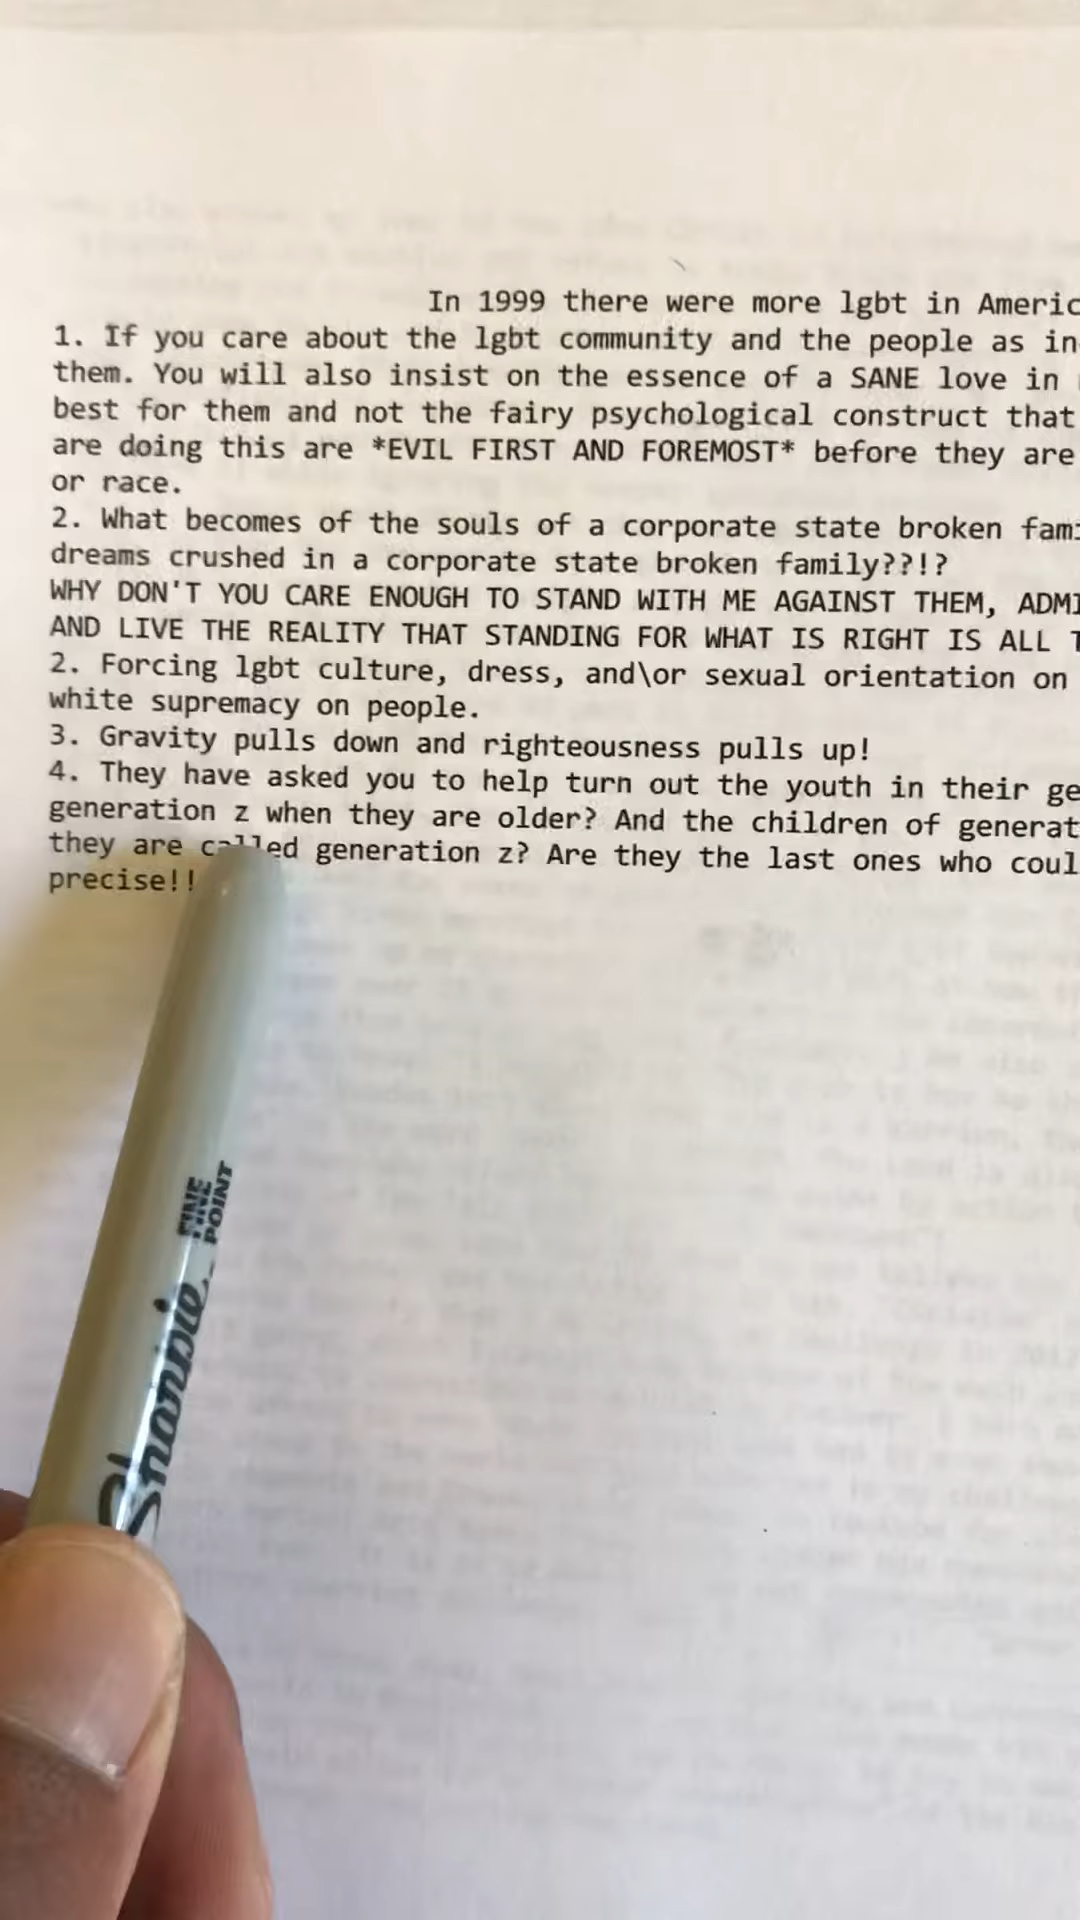 In 1999 there were more lgbt in Americ
1. If you care about the lgbt community and the people as in
them. You will also insist on the essence of a SANE love in
best for them and not the fairy psychological construct that
are doing this are *EVIL FIRST AND FOREMOST* before they are
or race.
2. What becomes of the souls of a corporate state broken fami
dreams crushed in a corporate state broken family??!?
WHY DON'T YOU CARE ENOUGH TO STAND WITH ME AGAINST THEM, ADMI
AND LIVE THE REALITY THAT STANDING FOR WHAT IS RIGHT IS ALL T
2. Forcing lgbt culture, dress, and\or sexual orientation on
white supremacy on people.
3. Gravity pulls down and righteousness pulls up!
4. They have asked you to help turn out the youth in their ge
generation z when they are older? And the children of generat
they are called generation z? Are they the last ones who coul
precise!!
Sharpie.
FINE
POINT